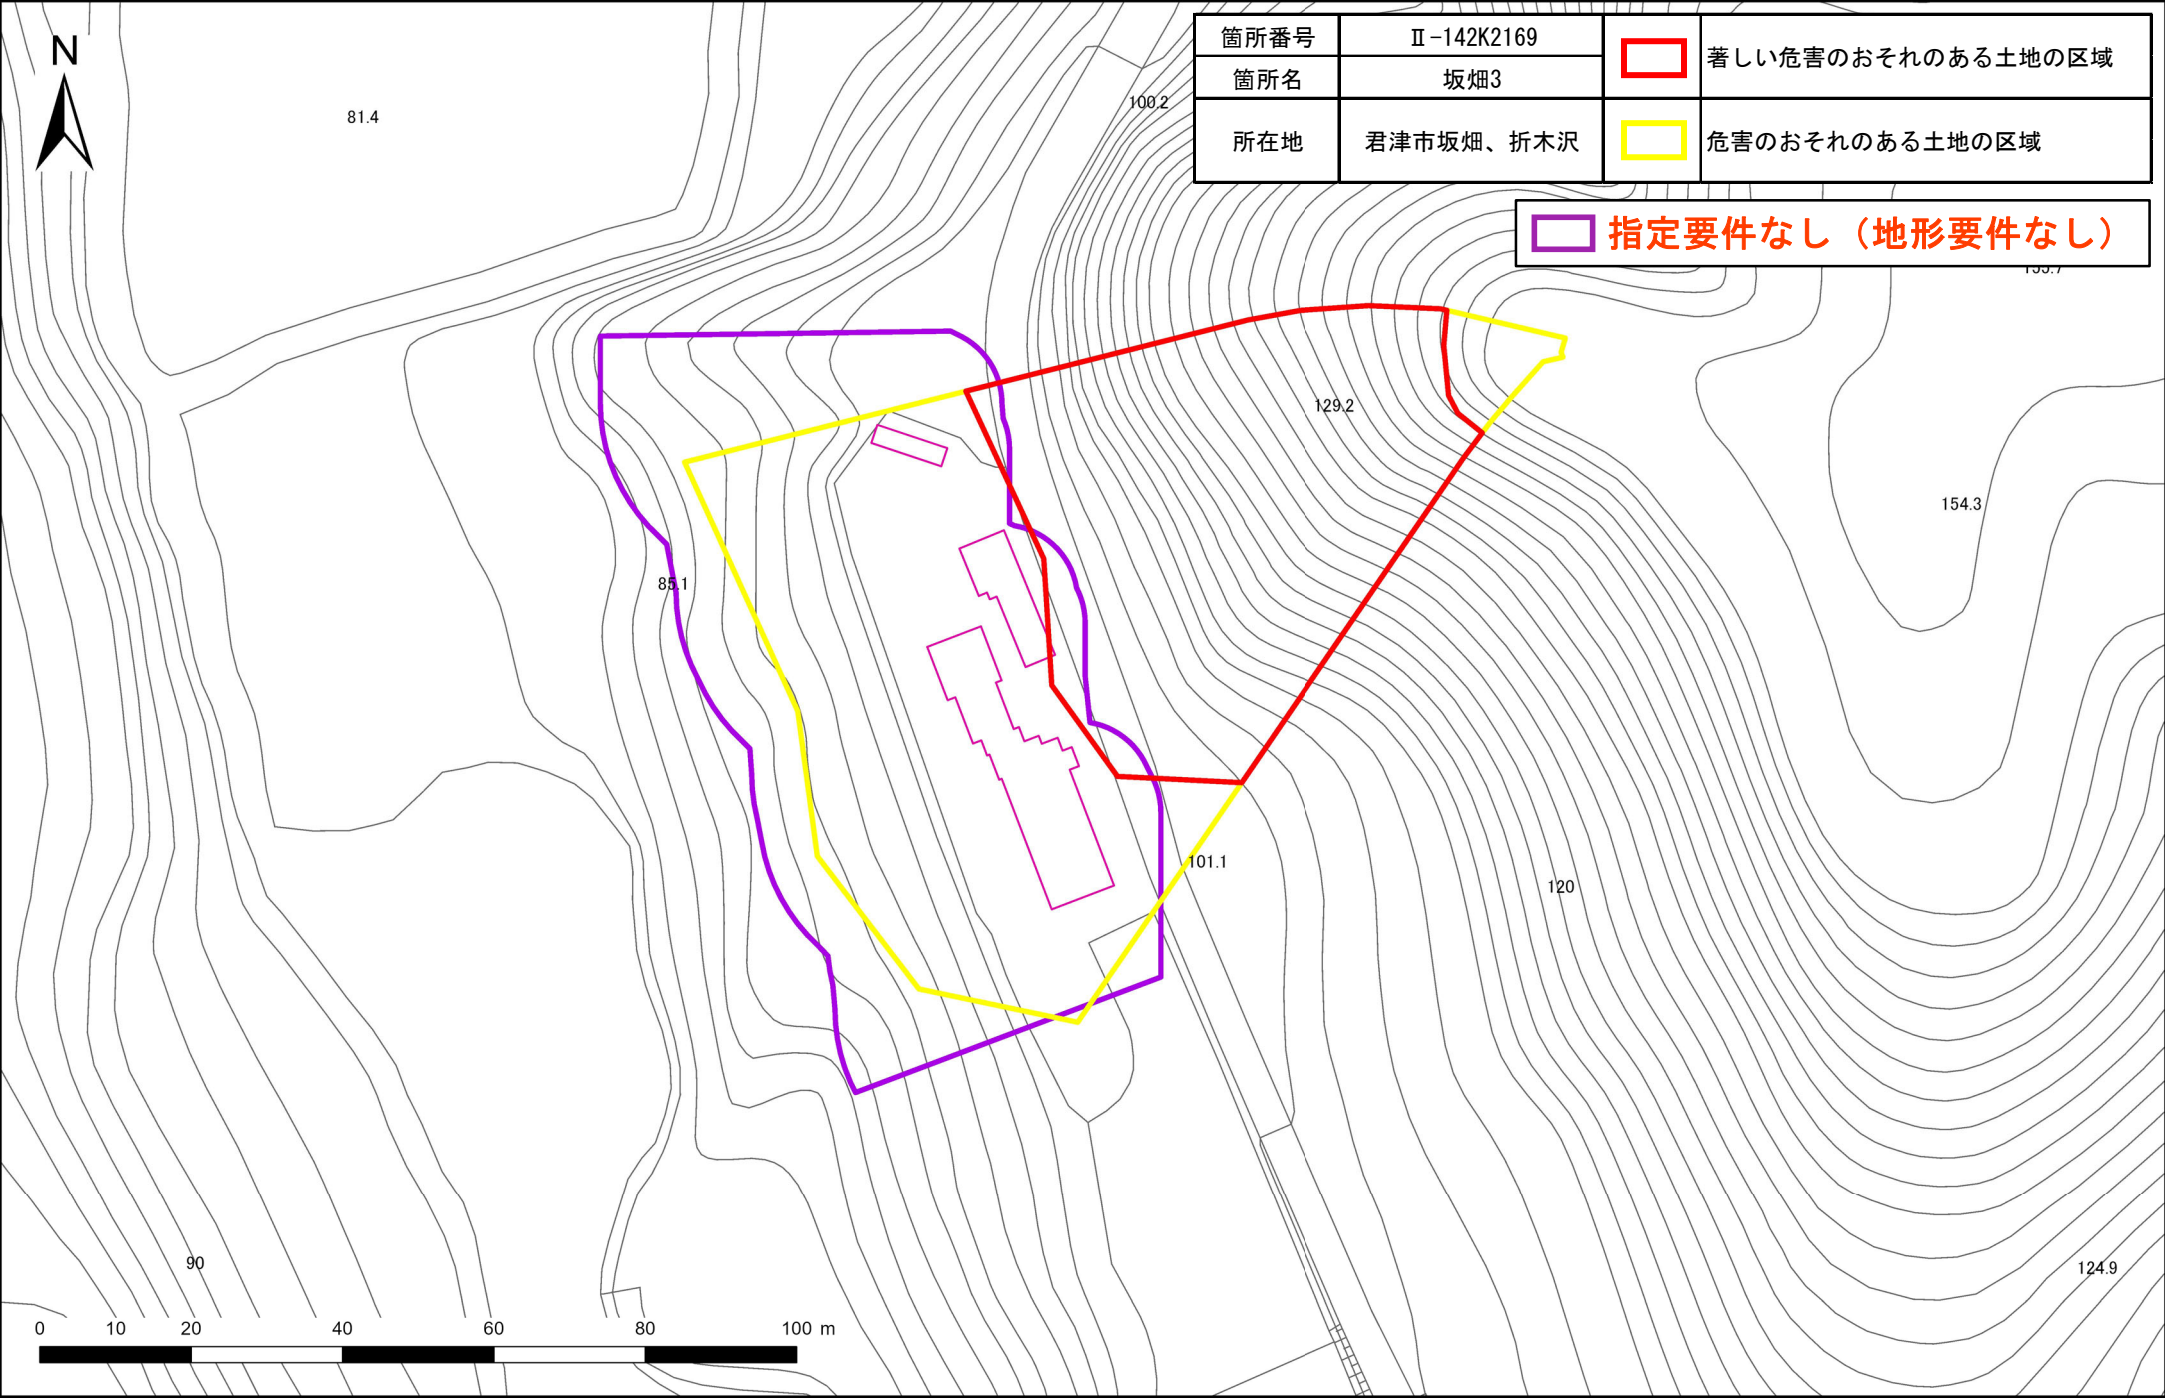 N
箇所番号 Ⅱ-142K2169
箇所名 坂畑3
所在地 君津市坂畑、折木沢
著しい危害のおそれのある土地の区域
危害のおそれのある土地の区域
指定要件なし（地形要件なし）
81.4
100.2
129.2
154.3
85.1
101.1
120
90
124.9
0 10 20 40 60 80 100 m